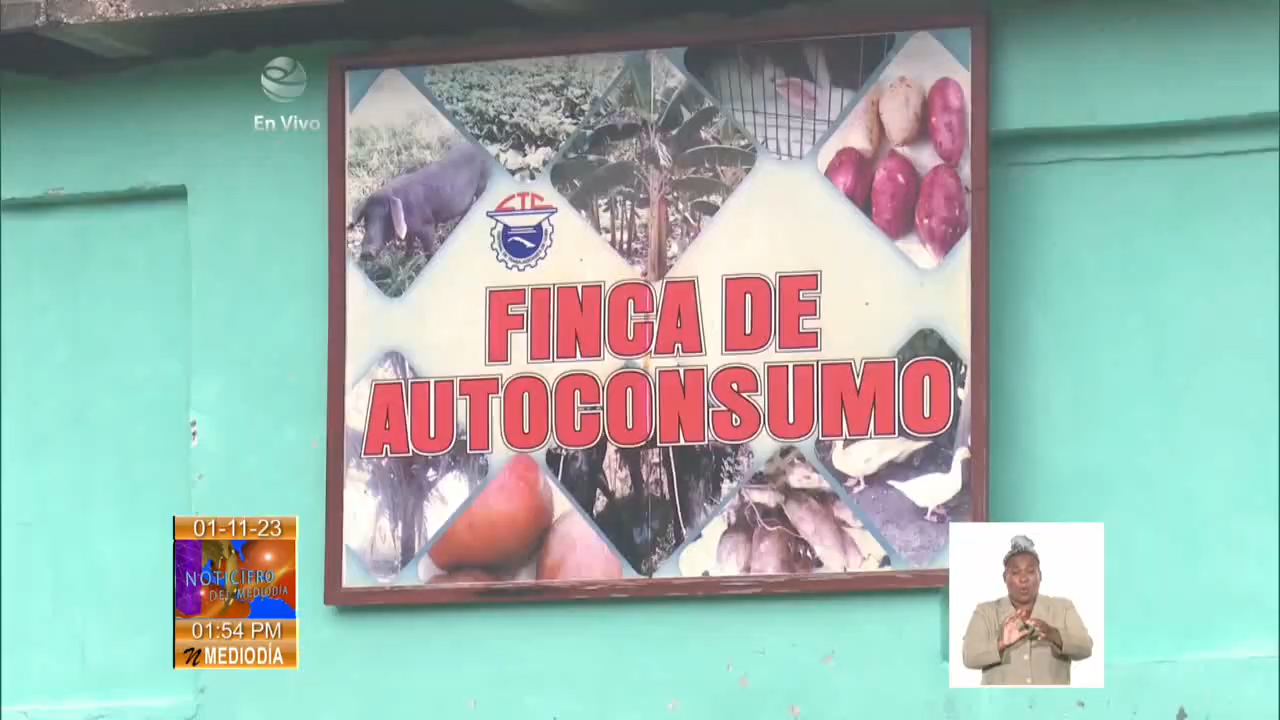 En Vivo
CTC
FINCA DE
AUTOCONSUMO
01-11-23
NOTICIERO
DEL MEDIODÍA
01:54 PM
MEDIODÍA